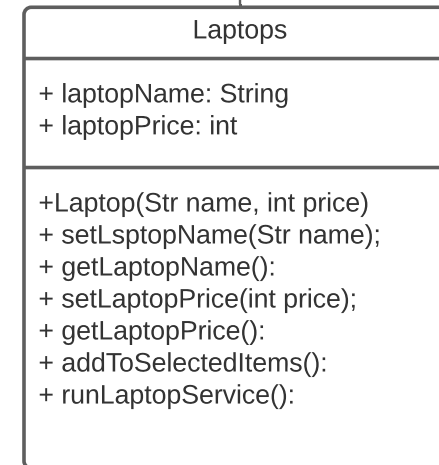 Laptops
+ laptopName: String
+ laptopPrice: int
+Laptop(Str name, int price)
+ setLsptopName(Str name);
+ getLaptopName():
+ setLaptopPrice(int price);
+ getLaptopPrice():
+ addToSelectedItems():
+ runLaptopService():